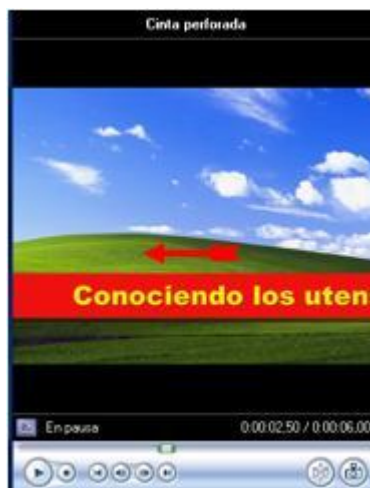 Cinta perforada
Conociendo los uten
En pausa 0:00:02,50 / 0:00:06,00